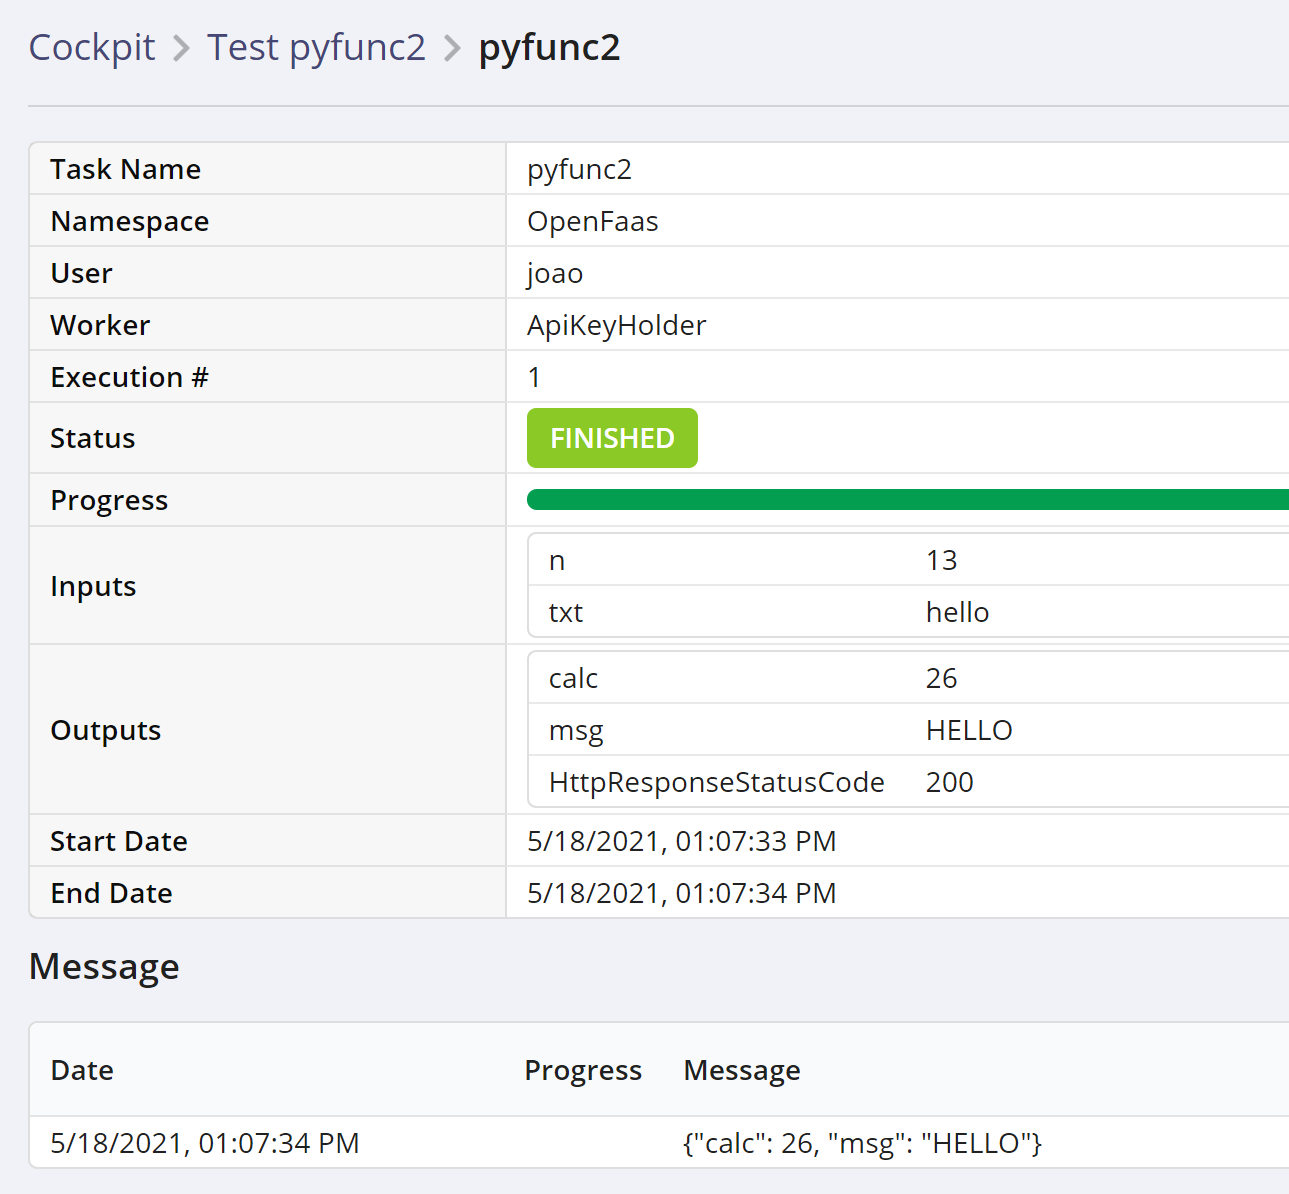 Cockpit > Test pyfunc2 > pyfunc2
Task Name pyfunc2
Namespace OpenFaas
User joao
Worker ApiKeyHolder
Execution # 1
Status FINISHED
Progress
Inputs
n 13
txt hello
Outputs
calc 26
msg HELLO
HttpResponseStatusCode 200
Start Date 5/18/2021, 01:07:33 PM
End Date 5/18/2021, 01:07:34 PM
Message
Date Progress Message
5/18/2021, 01:07:34 PM {"calc": 26, "msg": "HELLO"}